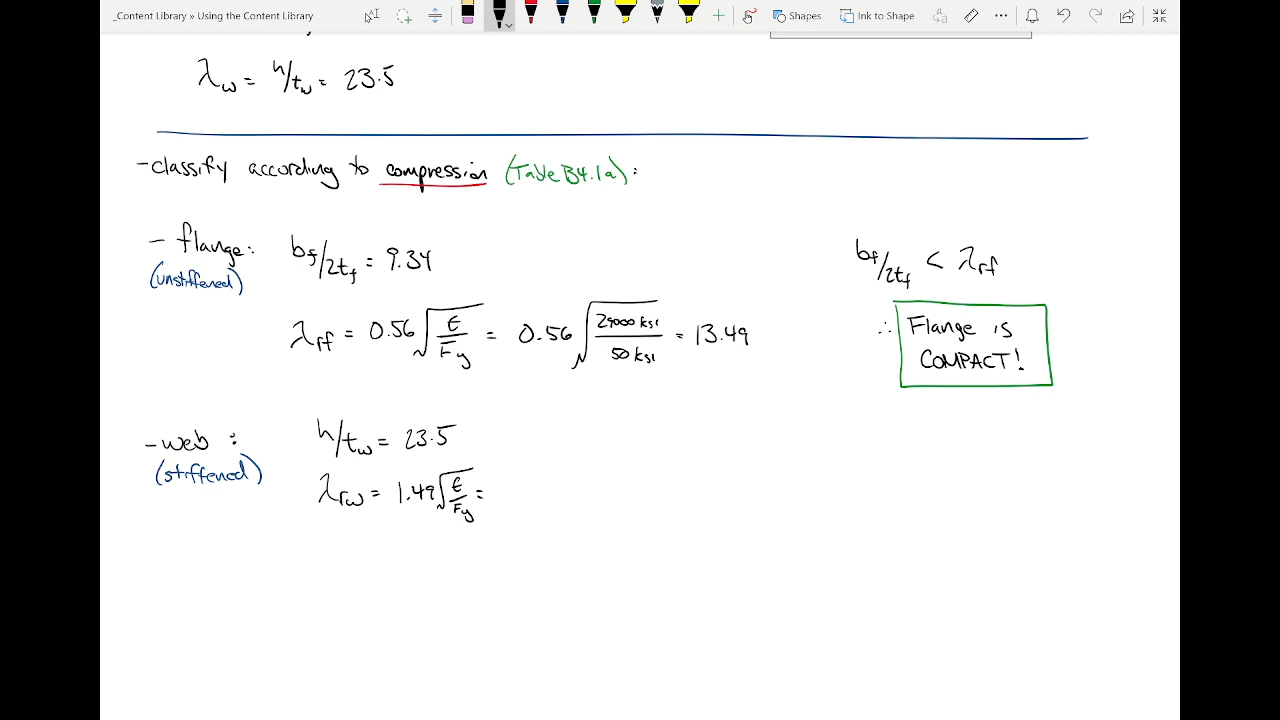 _Content Library » Using the Content Library
Shapes
Ink to Shape
λw = h/tw = 23.5
-classify according to compression (Table B4.1a):
- flange: bf/2tf = 9.34
(unstiffened)
bf/2tf < λrf
λrf = 0.56 √(E/Fy) = 0.56 √(29000 ksi/50 ksi) = 13.49
∴ Flange is
COMPACT!
- web: h/tw = 23.5
(stiffened)
λrw = 1.49 √(E/Fy) =